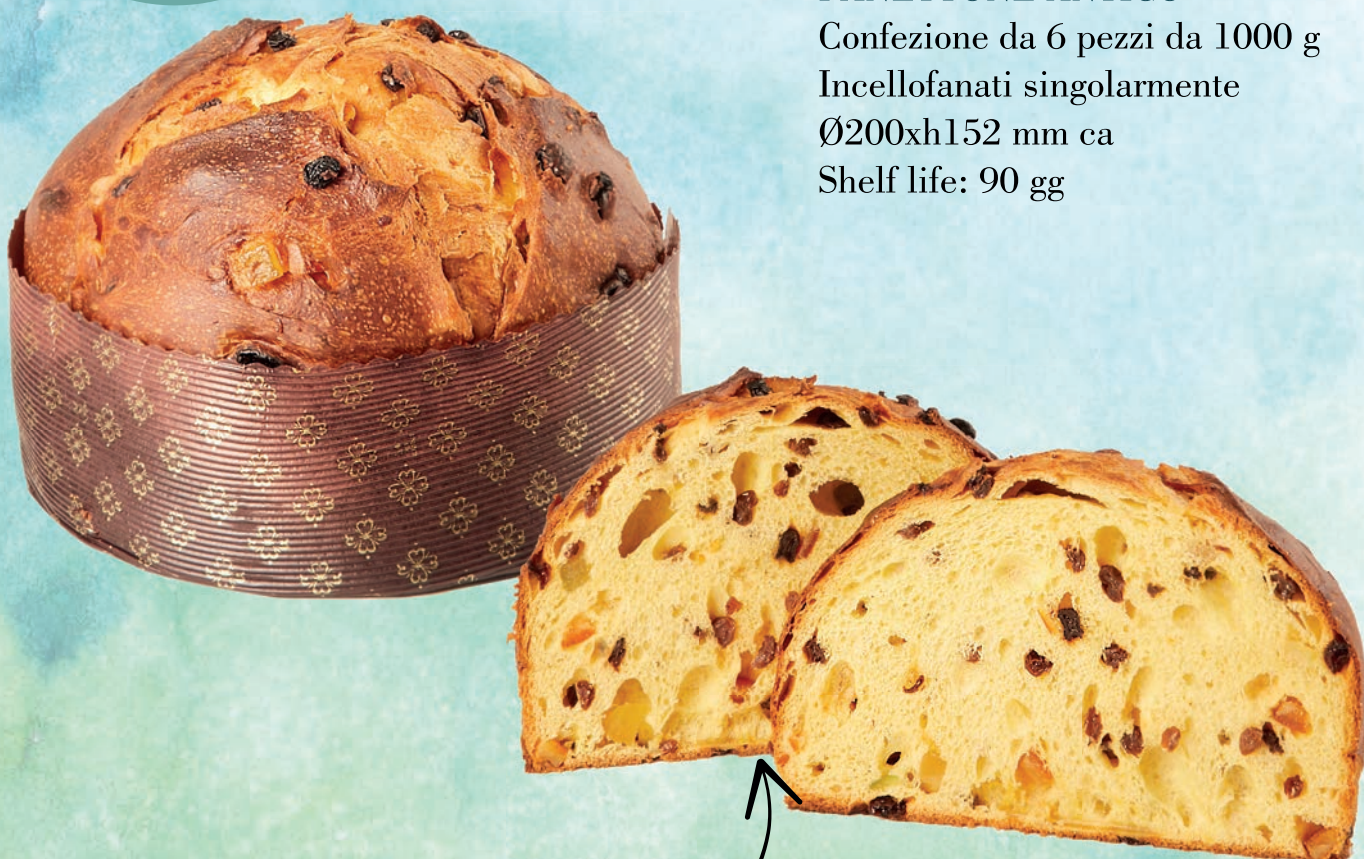 Confezione da 6 pezzi da 1000 g
Incellofanati singolarmente
Ø200xh152 mm ca
Shelf life: 90 gg